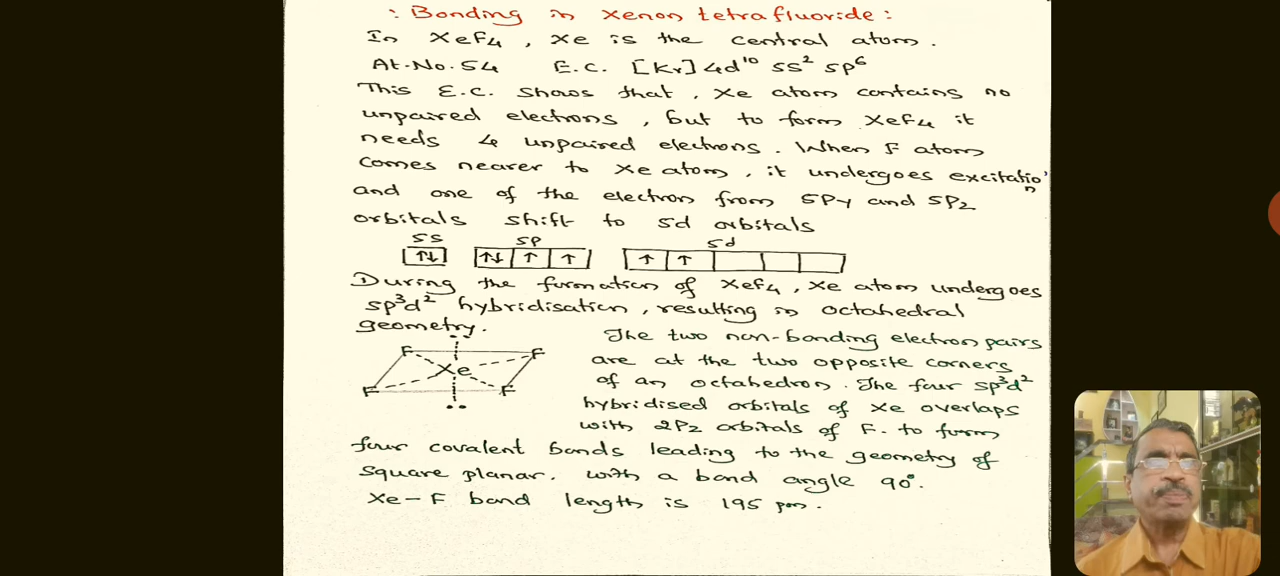 : Bonding in Xenon tetrafluoride :
In XeF4 , Xe is the central atom .
At. No. 54 E.C. [Kr] 4d¹⁰ 5s² 5p⁶
This E.C. shows that , Xe atom contains no
unpaired electrons , but to form XeF4 it
needs 4 unpaired electrons . When F atom
comes nearer to Xe atom , it undergoes excitation
and one of the electron from 5Py and 5Pz
orbitals shift to 5d orbitals
5s 5p 5d
↑↓ ↑↓ ↑ ↑ ↑ ↑
During the formation of XeF4 , Xe atom undergoes
sp³d² hybridisation , resulting in octahedral
geometry.
F F
Xe
F F
The two non-bonding electron pairs
are at the two opposite corners
of an octahedron . The four sp³d²
hybridised orbitals of Xe overlaps
with 2Pz orbitals of F. to form
four covalent bonds leading to the geometry of
square planar. with a bond angle 90°.
Xe-F bond length is 195 pm .